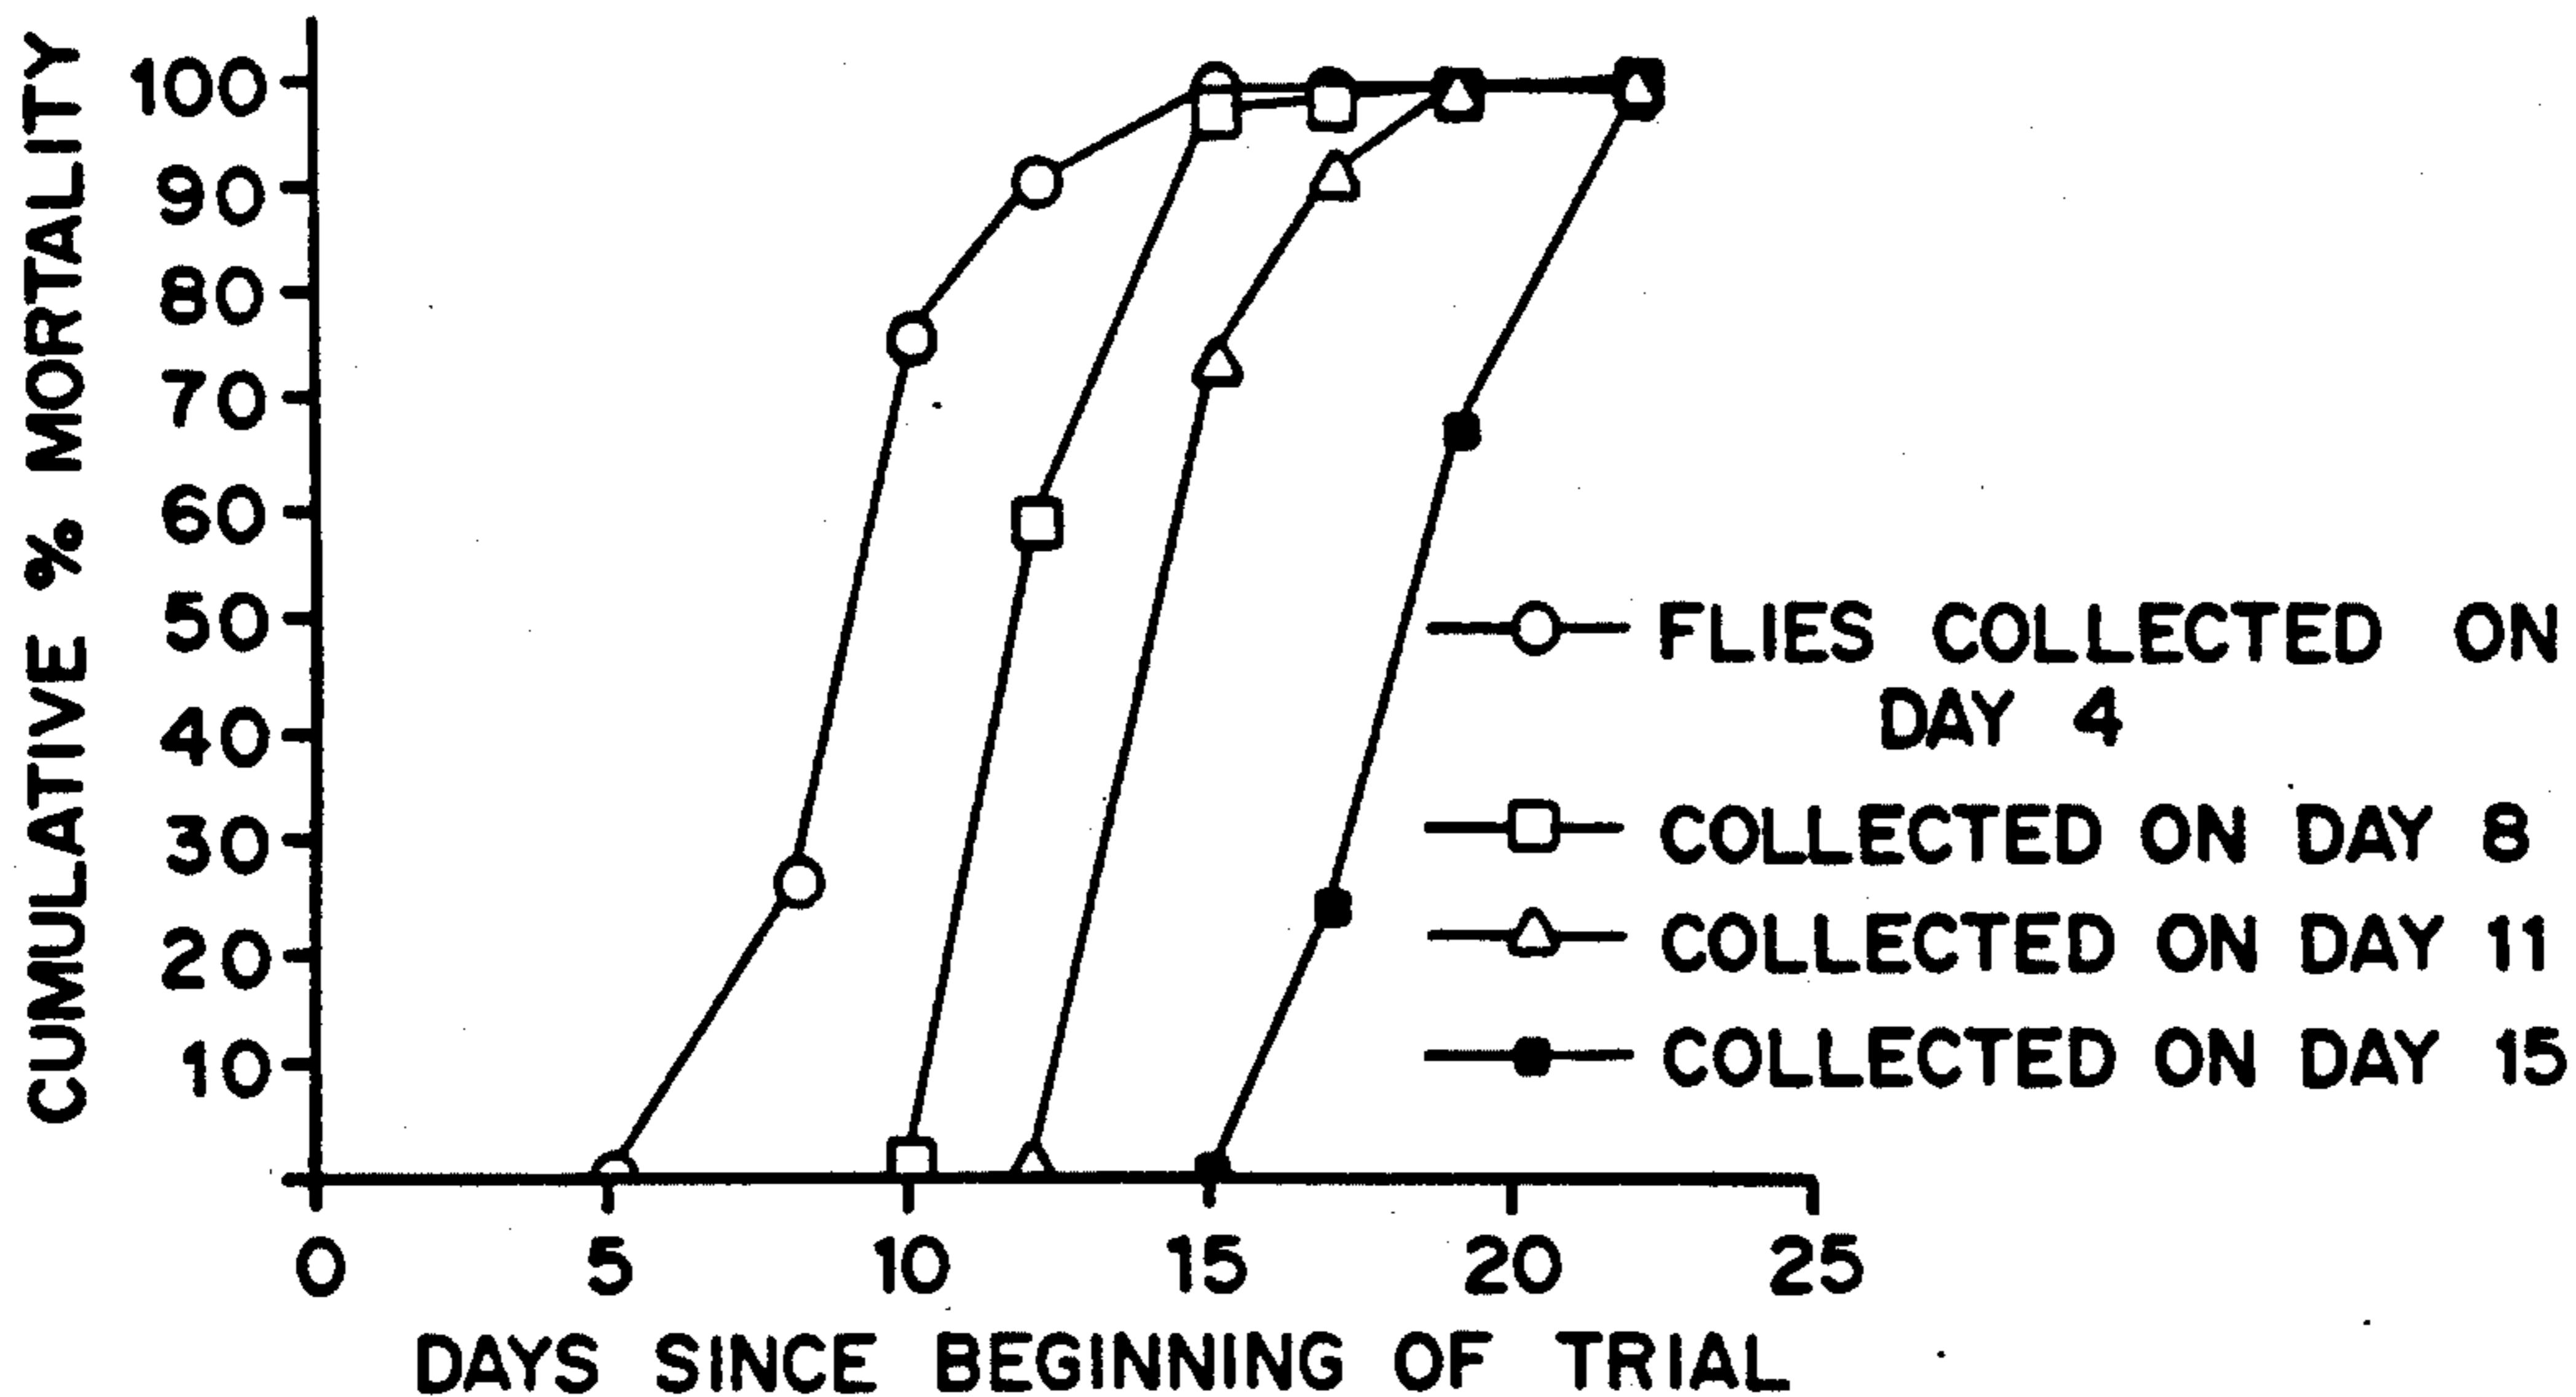 CUMULATIVE % MORTALITY
100
90
80
70
60
50
40
30
20
10
0 5 10 15 20 25
DAYS SINCE BEGINNING OF TRIAL
FLIES COLLECTED ON
DAY 4
COLLECTED ON DAY 8
COLLECTED ON DAY 11
COLLECTED ON DAY 15